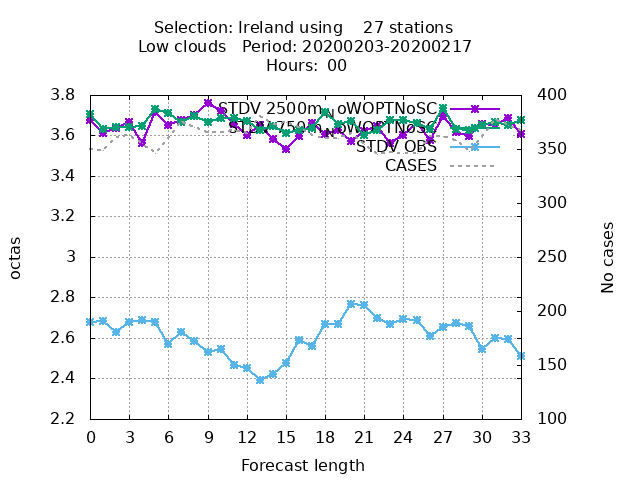 Selection: Ireland using 27 stations
Low clouds Period: 20200203-20200217
Hours: 00
octas
No cases
3.8
3.6
3.4
3.2
3
2.8
2.6
2.4
2.2
400
350
300
250
200
150
100
STDV 2500m
STDV 750m
STDV OBS
CASES
0 3 6 9 12 15 18 21 24 27 30 33
Forecast length